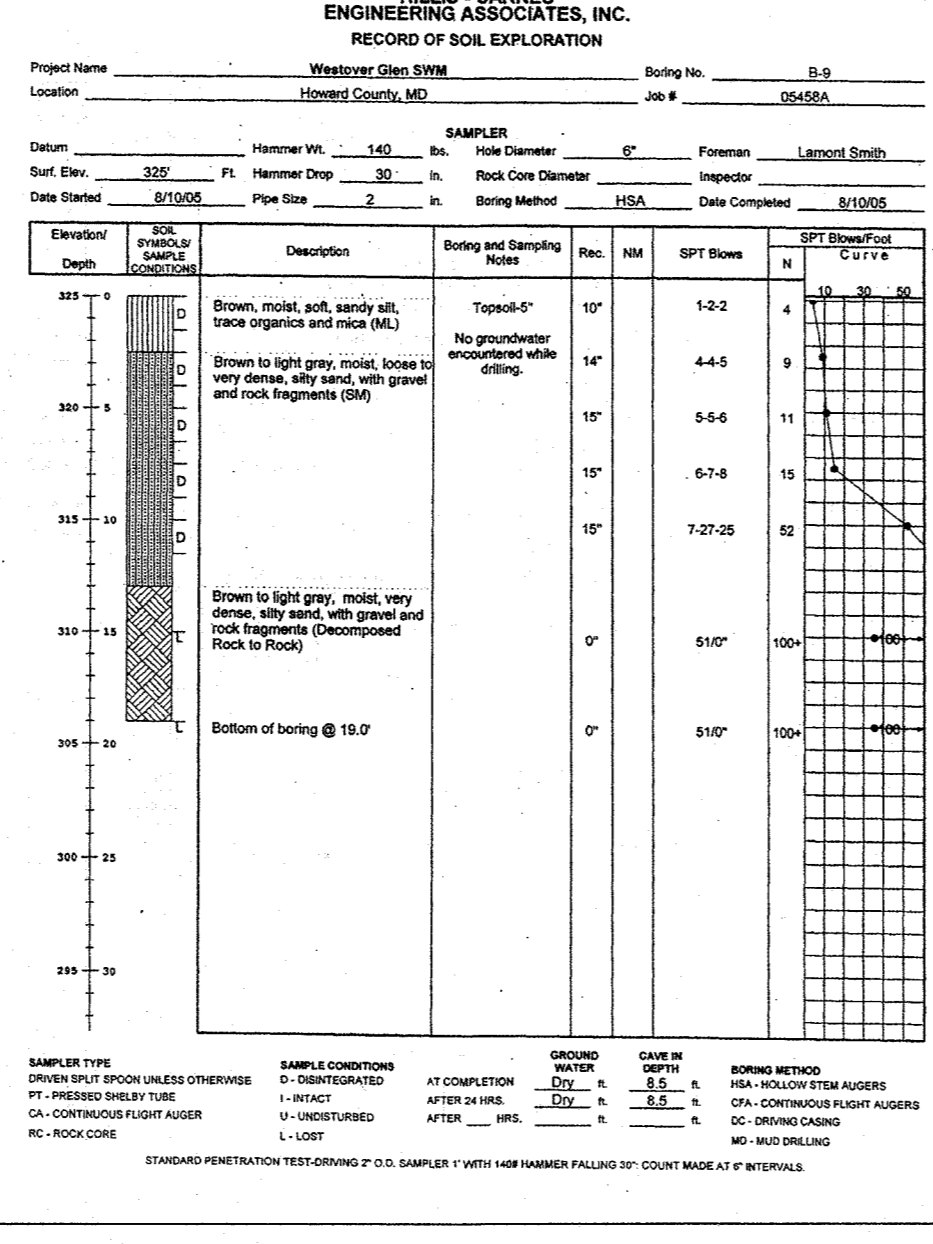 ENGINEERING ASSOCIATES, INC.
RECORD OF SOIL EXPLORATION
Project Name Westover Glen SWM Boring No. B-9
Location Howard County, MD Job # 05458A
SAMPLER
Datum Hammer Wt. 140 lbs. Hole Diameter 6" Foreman Lamont Smith
Surf. Elev. 325' Ft. Hammer Drop 30 in. Rock Core Diameter Inspector
Date Started 8/10/05 Pipe Size 2 in. Boring Method HSA Date Completed 8/10/05
Elevation/ Depth SOIL SYMBOLS/ SAMPLE CONDITIONS Description Boring and Sampling Notes Rec. NM SPT Blows SPT Blows/Foot
N Curve
10 30 50
325 0 D Brown, moist, soft, sandy silt, Topsoil-5" 10" 1-2-2 4
trace organics and mica (ML)
No groundwater
encountered while
drilling.
D Brown to light gray, moist, loose to 14" 4-4-5 9
very dense, silty sand, with gravel
and rock fragments (SM)
320 5 D 15" 5-5-6 11
D 15" 6-7-8 15
315 10 D 15" 7-27-25 52
Brown to light gray, moist, very
dense, silty sand, with gravel and
rock fragments (Decomposed
Rock to Rock)
310 15 L 0" 51/0" 100+ 100
L Bottom of boring @ 19.0' 0" 51/0" 100+ 100
305 20
300 25
295 30
SAMPLER TYPE
DRIVEN SPLIT SPOON UNLESS OTHERWISE
PT - PRESSED SHELBY TUBE
CA - CONTINUOUS FLIGHT AUGER
RC - ROCK CORE
SAMPLE CONDITIONS
D - DISINTEGRATED
I - INTACT
U - UNDISTURBED
L - LOST
GROUND WATER CAVE IN DEPTH
AT COMPLETION Dry ft. 8.5 ft.
AFTER 24 HRS. Dry ft. 8.5 ft.
AFTER HRS. ft. ft.
BORING METHOD
HSA - HOLLOW STEM AUGERS
CFA - CONTINUOUS FLIGHT AUGERS
DC - DRIVING CASING
MD - MUD DRILLING
STANDARD PENETRATION TEST-DRIVING 2" O.D. SAMPLER 1' WITH 140# HAMMER FALLING 30": COUNT MADE AT 6" INTERVALS.